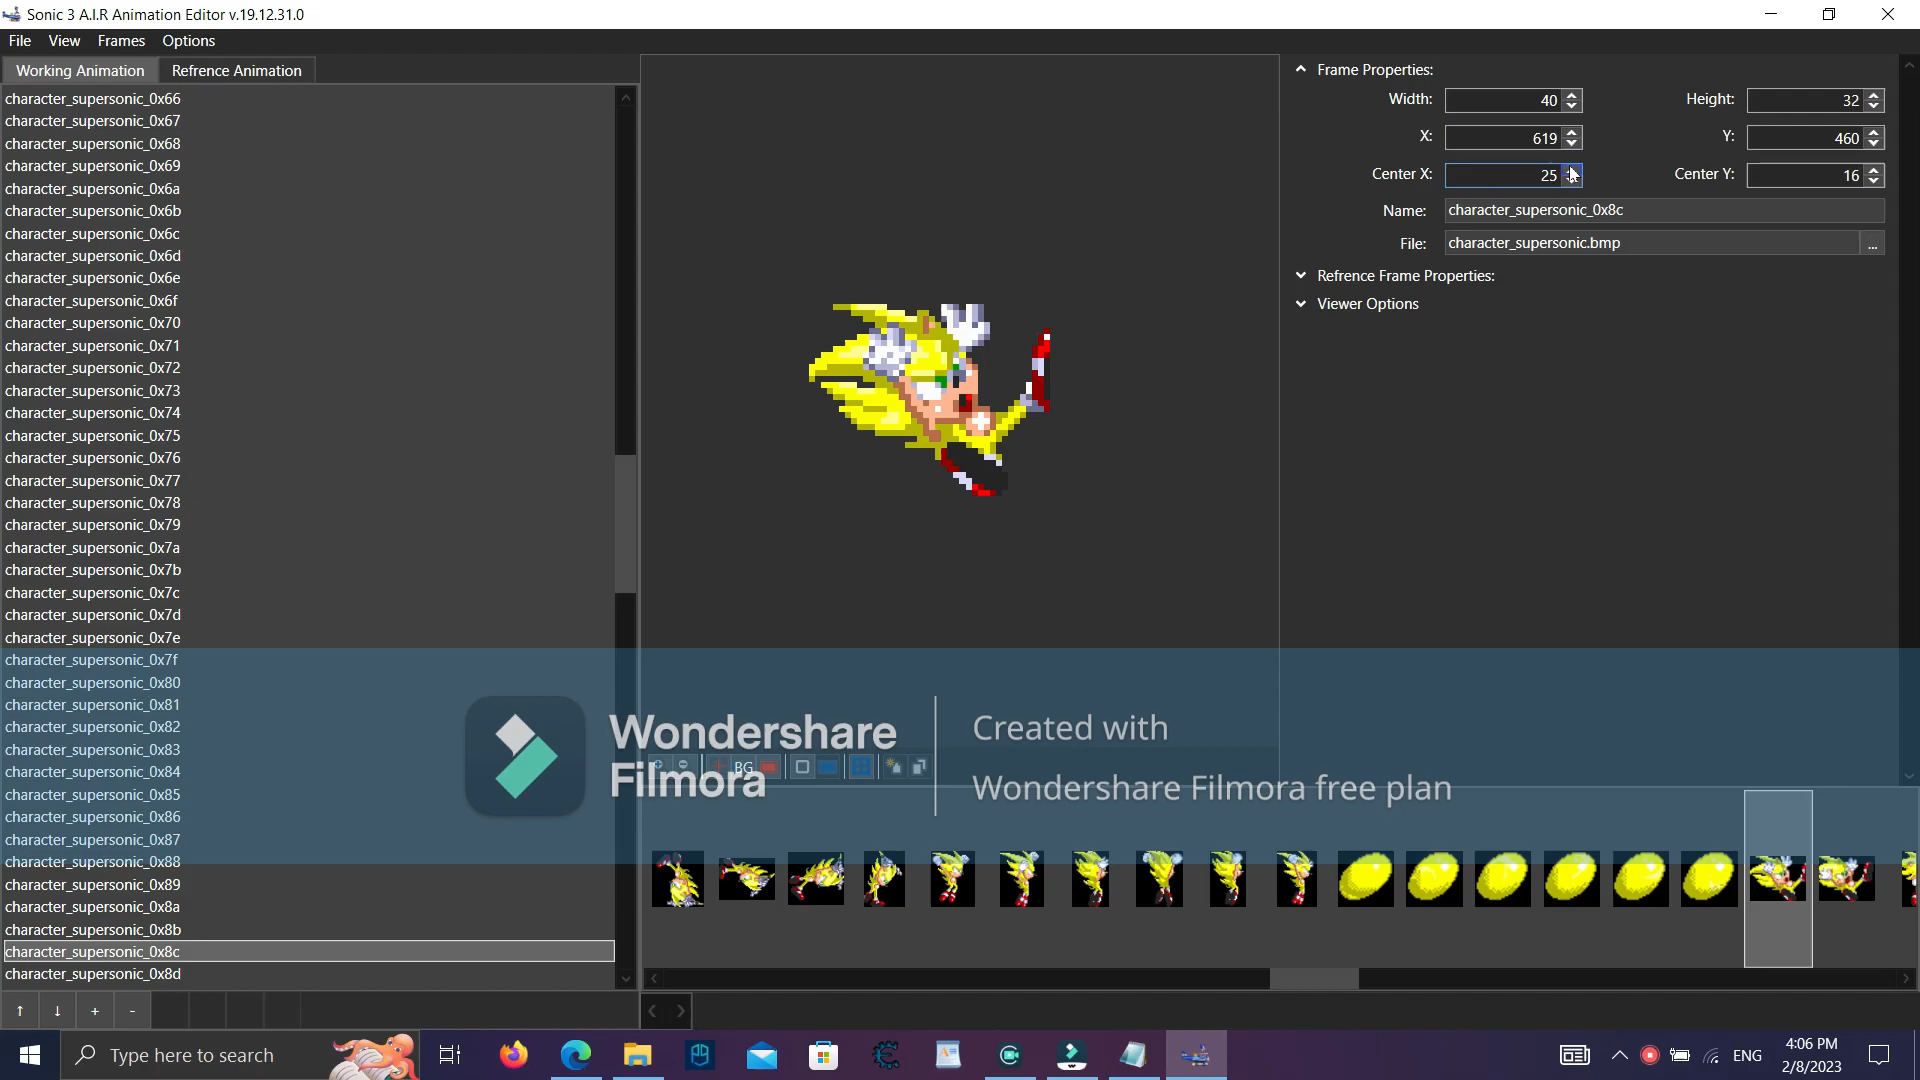 Sonic 3 A.I.R Animation Editor v.19.12.31.0
File View Frames Options
Working Animation Refrence Animation
character_supersonic_0x66
character_supersonic_0x67
character_supersonic_0x68
character_supersonic_0x69
character_supersonic_0x6a
character_supersonic_0x6b
character_supersonic_0x6c
character_supersonic_0x6d
character_supersonic_0x6e
character_supersonic_0x6f
character_supersonic_0x70
character_supersonic_0x71
character_supersonic_0x72
character_supersonic_0x73
character_supersonic_0x74
character_supersonic_0x75
character_supersonic_0x76
character_supersonic_0x77
character_supersonic_0x78
character_supersonic_0x79
character_supersonic_0x7a
character_supersonic_0x7b
character_supersonic_0x7c
character_supersonic_0x7d
character_supersonic_0x7e
character_supersonic_0x7f
character_supersonic_0x80
character_supersonic_0x81
character_supersonic_0x82
character_supersonic_0x83
character_supersonic_0x84
character_supersonic_0x85
character_supersonic_0x86
character_supersonic_0x87
character_supersonic_0x88
character_supersonic_0x89
character_supersonic_0x8a
character_supersonic_0x8b
character_supersonic_0x8c
character_supersonic_0x8d
Frame Properties:
Width: 40 Height: 32
X: 619 Y: 460
Center X: 25 Center Y: 16
Name: character_supersonic_0x8c
File: character_supersonic.bmp ...
Refrence Frame Properties:
Viewer Options
Wondershare
Filmora
Created with
Wondershare Filmora free plan
BG
Type here to search
ENG
4:06 PM
2/8/2023